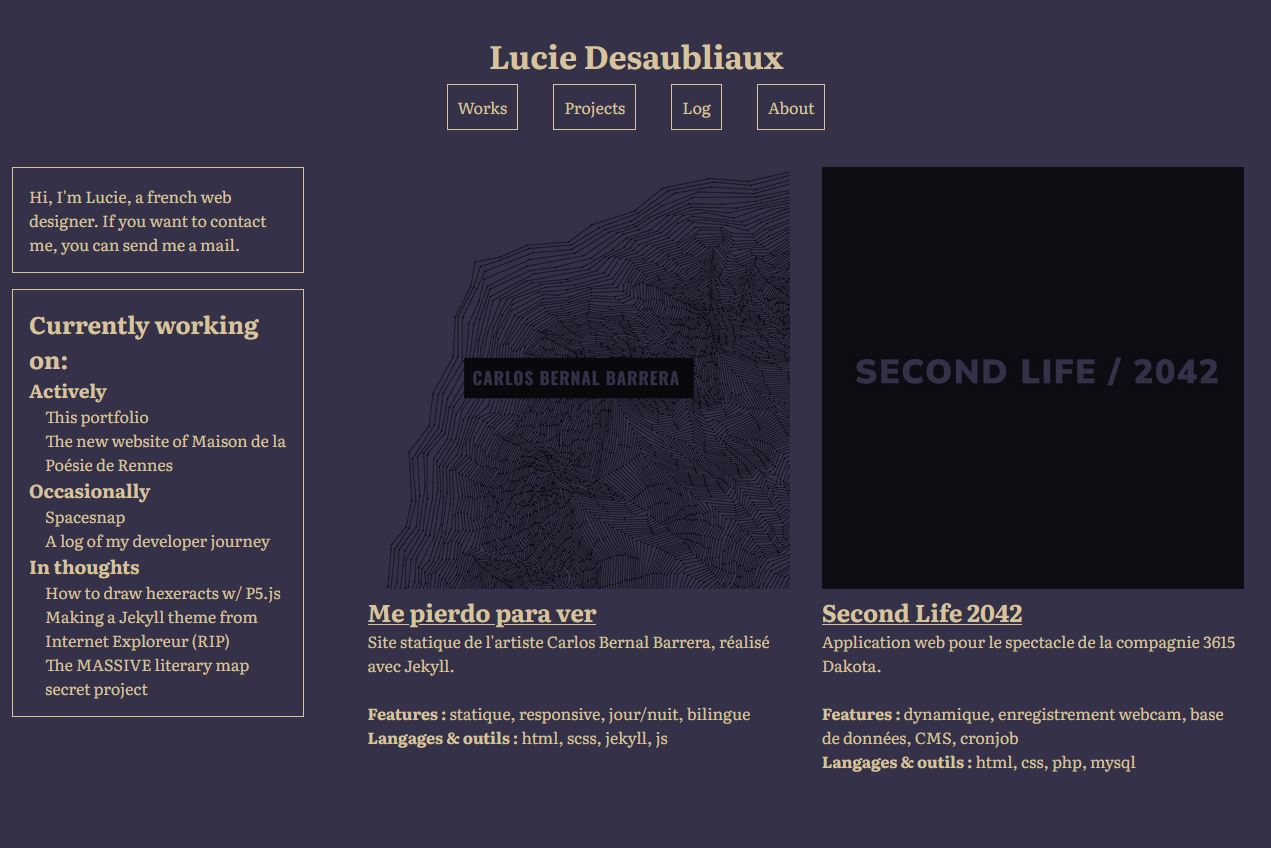 Lucie Desaubliaux
Works
Projects
Log
About
Hi, I'm Lucie, a french web
designer. If you want to contact
me, you can send me a mail.
Currently working
on:
Actively
This portfolio
The new website of Maison de la
Poésie de Rennes
Occasionally
Spacesnap
A log of my developer journey
In thoughts
How to draw hexeracts w/ P5.js
Making a Jekyll theme from
Internet Exploreur (RIP)
The MASSIVE literary map
secret project
CARLOS BERNAL BARRERA
Me pierdo para ver
Site statique de l'artiste Carlos Bernal Barrera, réalisé
avec Jekyll.
Features : statique, responsive, jour/nuit, bilingue
Langages & outils : html, scss, jekyll, js
SECOND LIFE / 2042
Second Life 2042
Application web pour le spectacle de la compagnie 3615
Dakota.
Features : dynamique, enregistrement webcam, base
de données, CMS, cronjob
Langages & outils : html, css, php, mysql